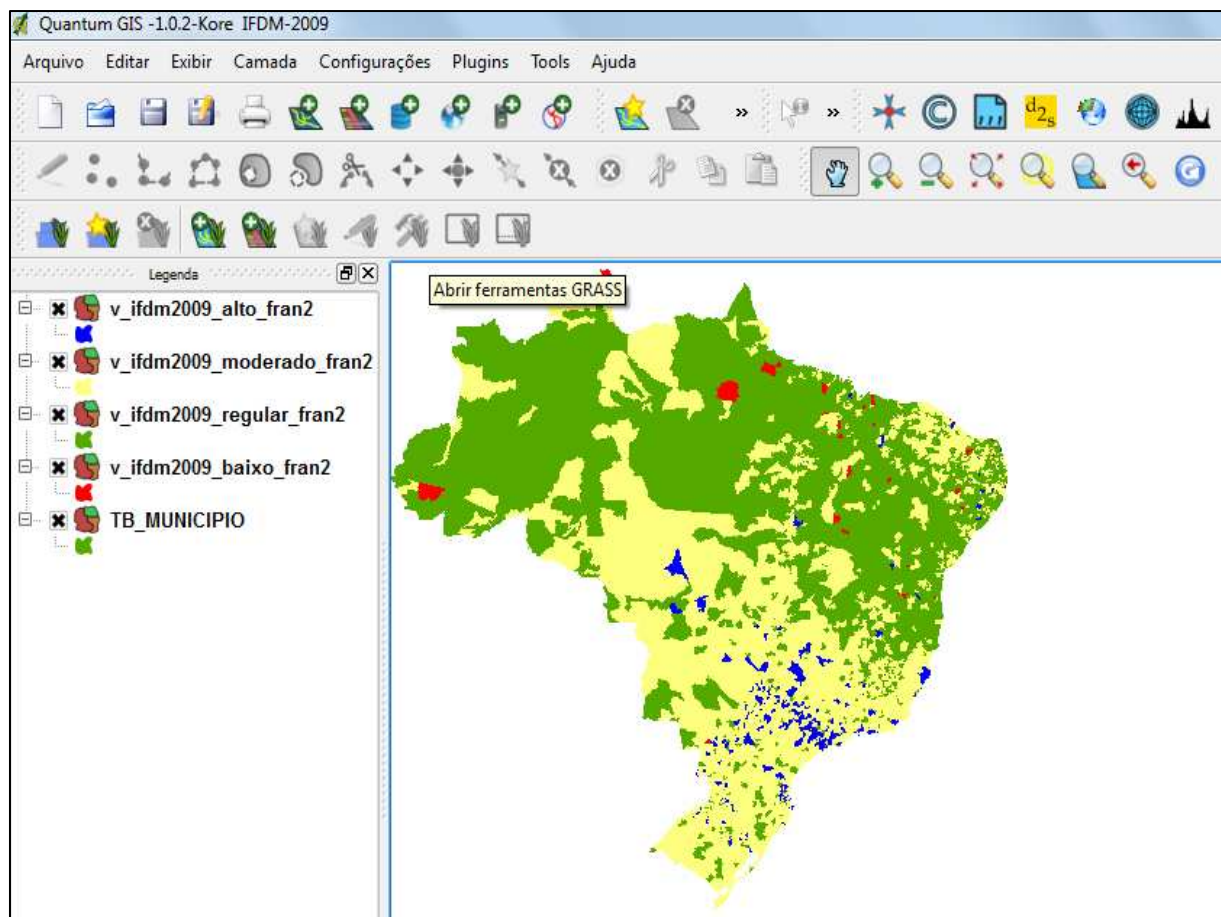 Quantum GIS -1.0.2-Kore IFDM-2009
Arquivo Editar Exibir Camada Configurações Plugins Tools Ajuda
» »
d2s
Legenda
Abrir ferramentas GRASS
v_ifdm2009_alto_fran2
v_ifdm2009_moderado_fran2
v_ifdm2009_regular_fran2
v_ifdm2009_baixo_fran2
TB_MUNICIPIO